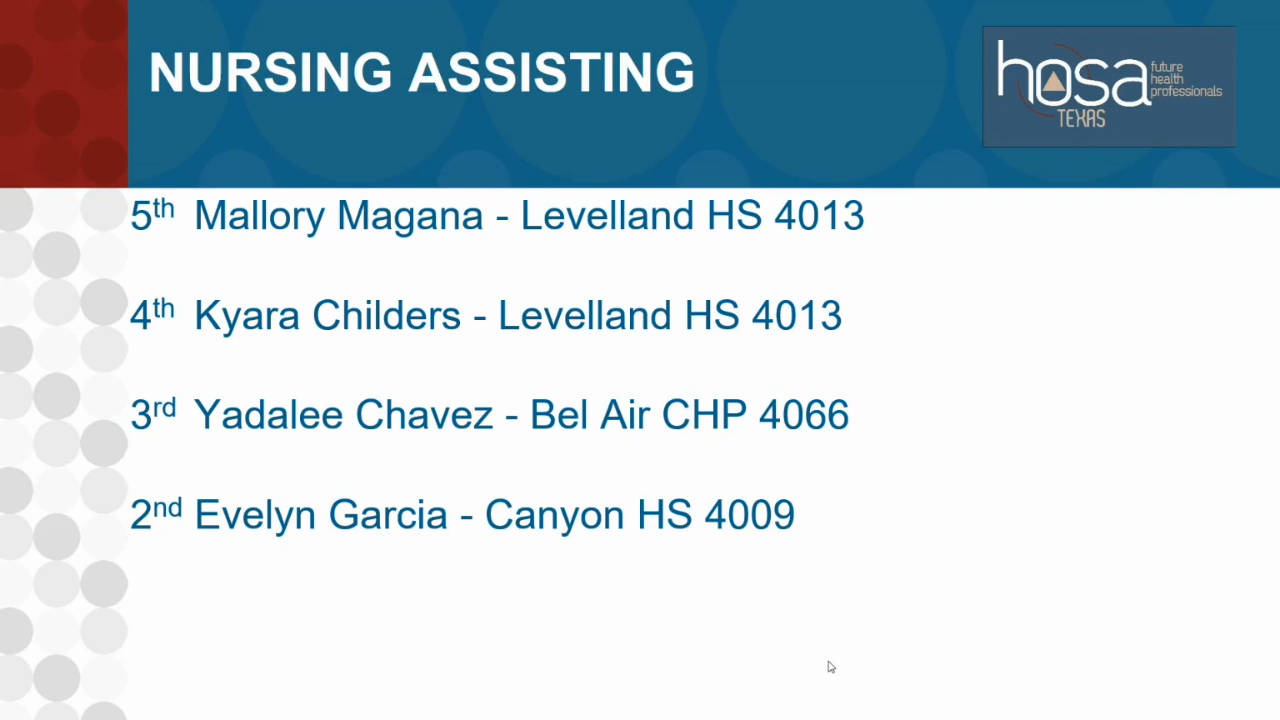 NURSING ASSISTING
hosa
future
health
professionals
TEXAS
5th Mallory Magana - Levelland HS 4013
4th Kyara Childers - Levelland HS 4013
3rd Yadalee Chavez - Bel Air CHP 4066
2nd Evelyn Garcia - Canyon HS 4009